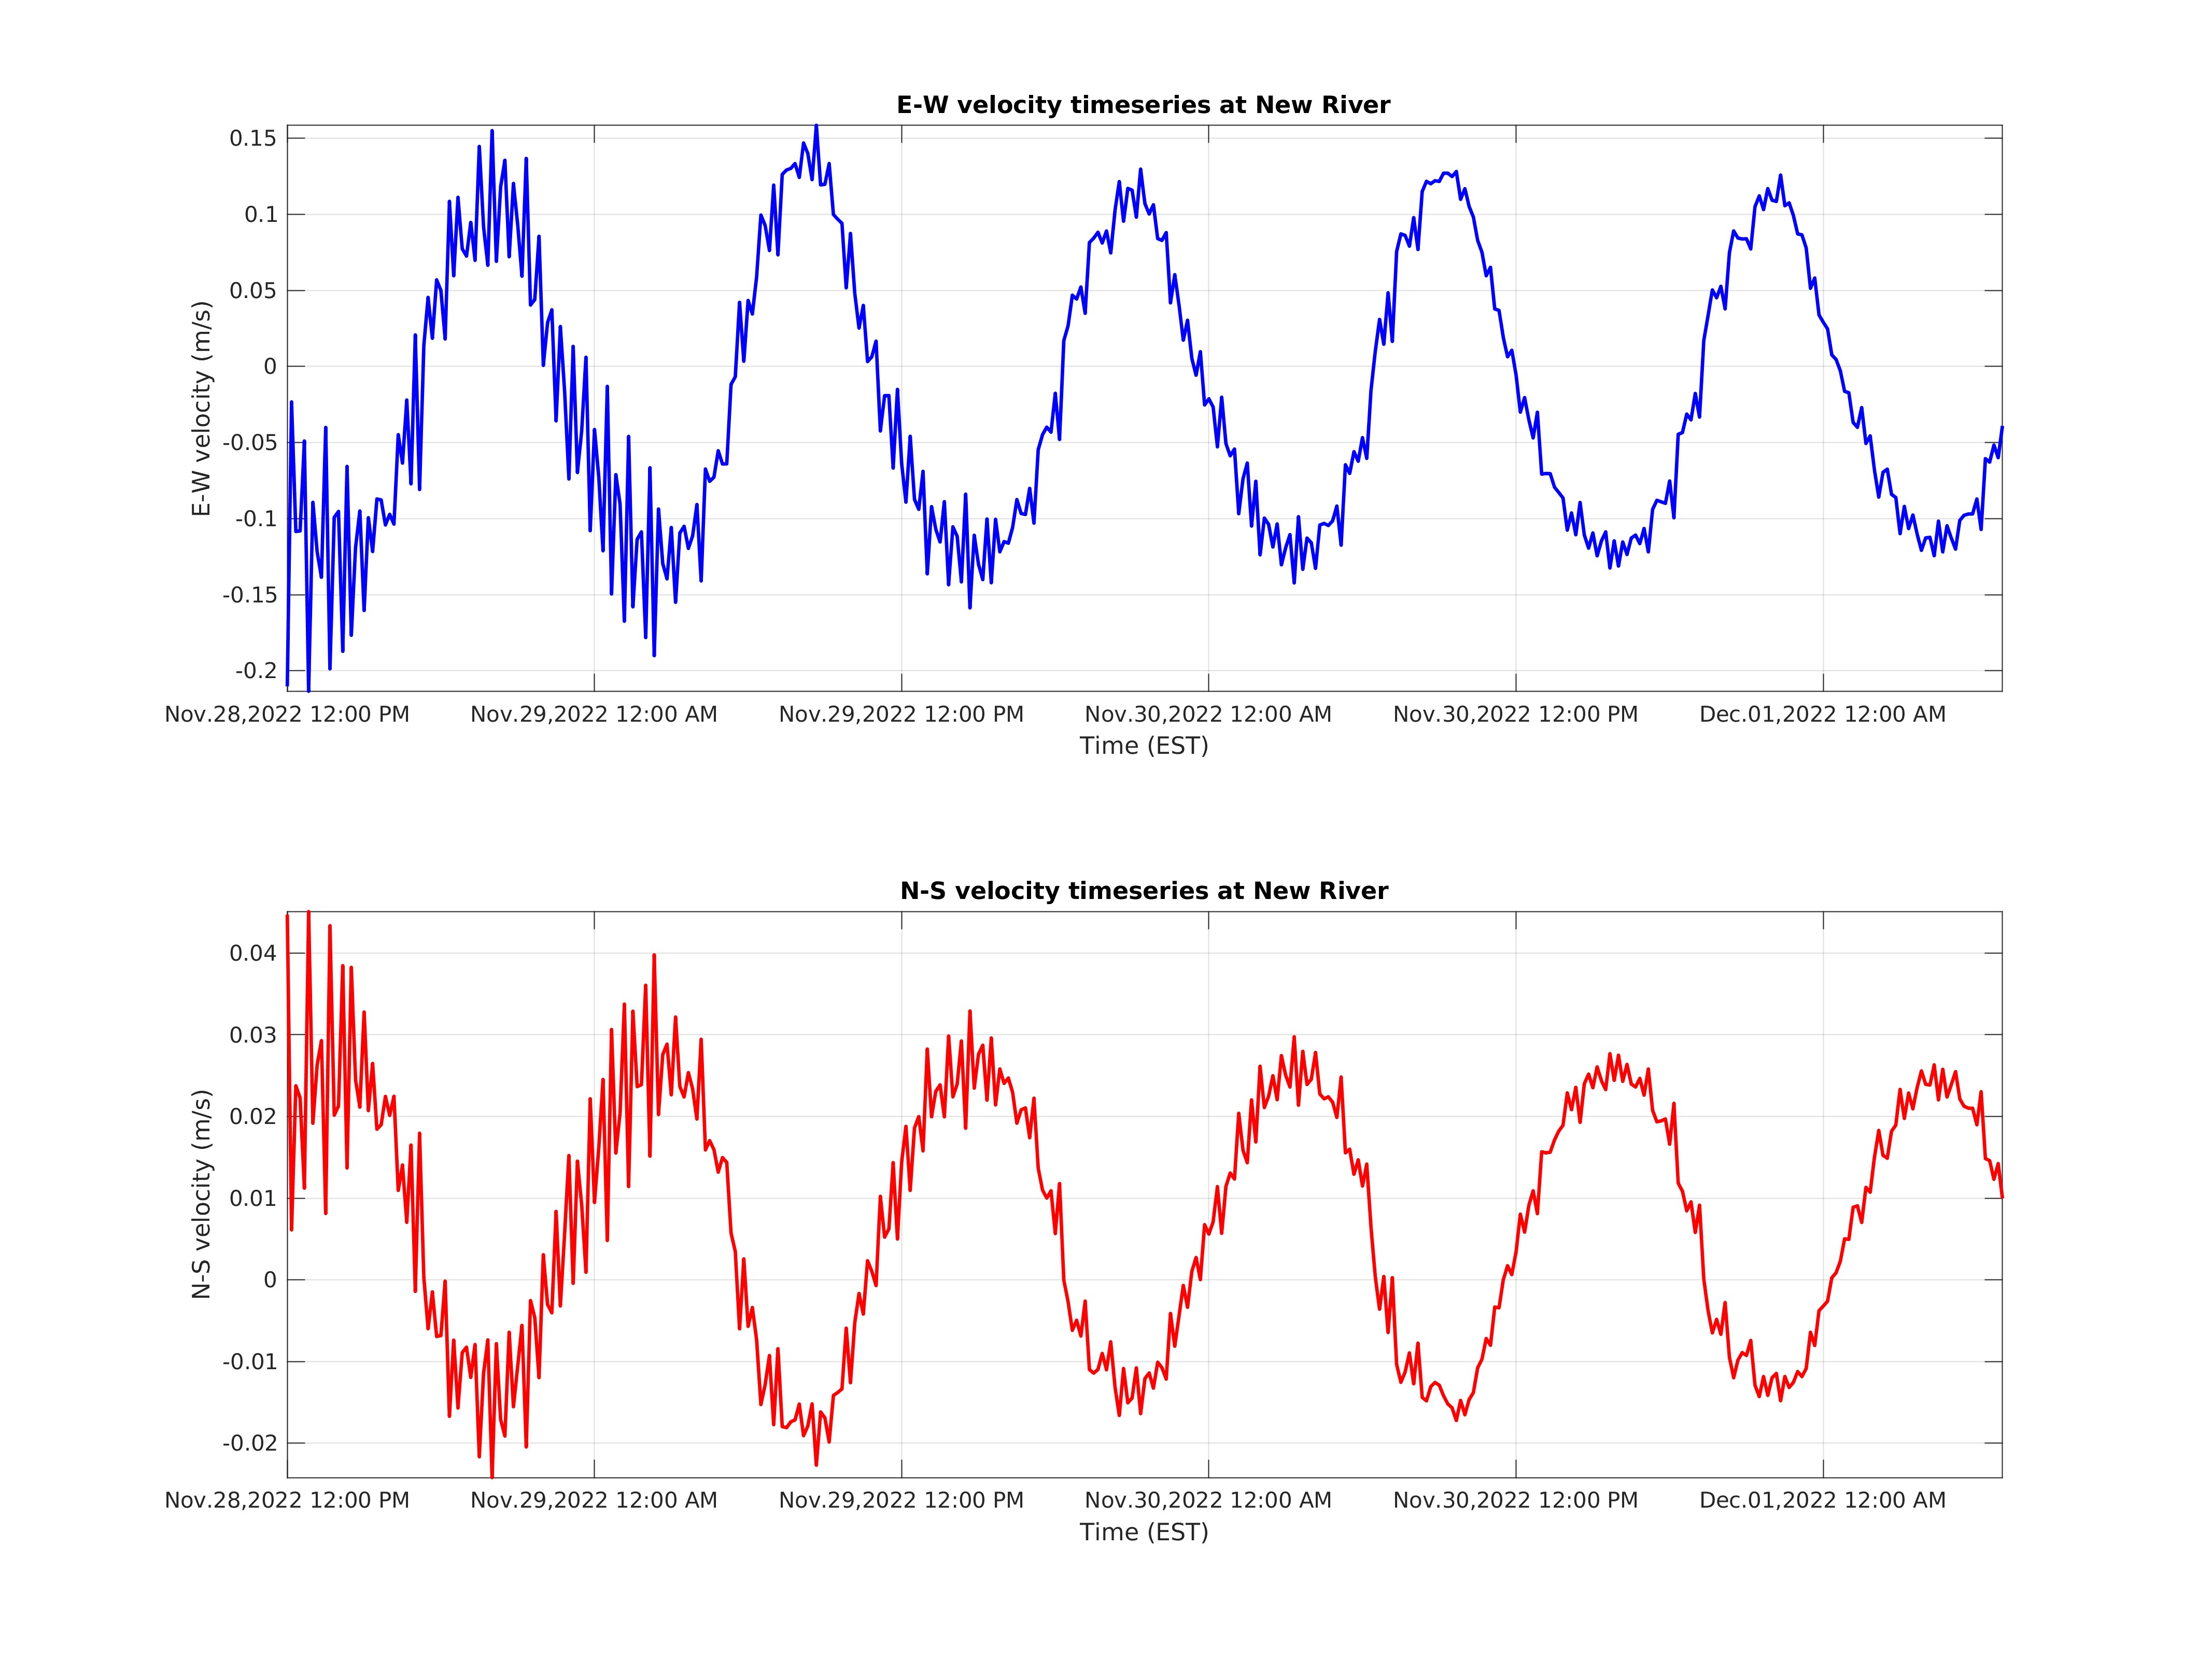 E-W velocity timeseries at New River
E-W velocity (m/s)
0.15
0.1
0.05
0
-0.05
-0.1
-0.15
-0.2
Nov.28,2022 12:00 PM Nov.29,2022 12:00 AM Nov.29,2022 12:00 PM Nov.30,2022 12:00 AM Nov.30,2022 12:00 PM Dec.01,2022 12:00 AM
Time (EST)
N-S velocity timeseries at New River
N-S velocity (m/s)
0.04
0.03
0.02
0.01
0
-0.01
-0.02
Nov.28,2022 12:00 PM Nov.29,2022 12:00 AM Nov.29,2022 12:00 PM Nov.30,2022 12:00 AM Nov.30,2022 12:00 PM Dec.01,2022 12:00 AM
Time (EST)